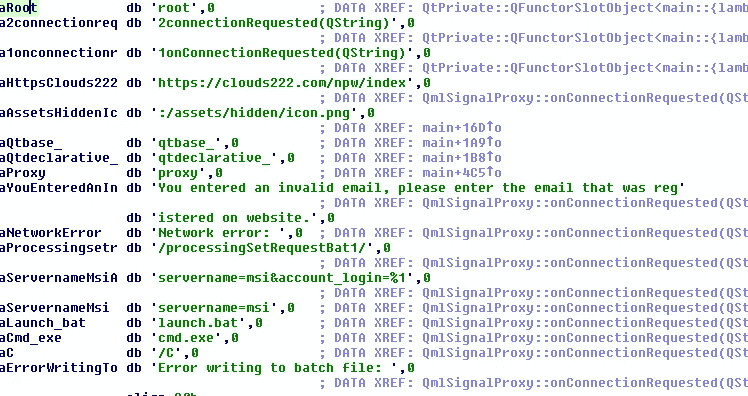 aRoot db 'root',0 ; DATA XREF: QtPrivate::QFunctorSlotObject<main::{lamb
a2connectionreq db '2connectionRequested(QString)',0
; DATA XREF: QtPrivate::QFunctorSlotObject<main::{lamb
a1onconnectionr db '1onConnectionRequested(QString)',0
; DATA XREF: QtPrivate::QFunctorSlotObject<main::{lamb
aHttpsClouds222 db 'https://clouds222.com/npw/index',0
; DATA XREF: QmlSignalProxy::onConnectionRequested(QSt
aAssetsHiddenIc db ':/assets/hidden/icon.png',0
; DATA XREF: main+16D↑o
aQtbase_ db 'qtbase_',0 ; DATA XREF: main+1A9↑o
aQtdeclarative_ db 'qtdeclarative_',0 ; DATA XREF: main+1B8↑o
aProxy db 'proxy',0 ; DATA XREF: main+4C5↑o
aYouEnteredAnIn db 'You entered an invalid email, please enter the email that was reg'
; DATA XREF: QmlSignalProxy::onConnectionRequested(QSt
db 'istered on website.',0
aNetworkError db 'Network error: ',0 ; DATA XREF: QmlSignalProxy::onConnectionRequested(QSt
aProcessingsetr db '/processingSetRequestBat1/',0
; DATA XREF: QmlSignalProxy::onConnectionRequested(QSt
aServernameMsiA db 'servername=msi&account_login=%1',0
; DATA XREF: QmlSignalProxy::onConnectionRequested(QSt
aServernameMsi db 'servername=msi',0 ; DATA XREF: QmlSignalProxy::onConnectionRequested(QSt
aLaunch_bat db 'launch.bat',0 ; DATA XREF: QmlSignalProxy::onConnectionRequested(QSt
aCmd_exe db 'cmd.exe',0 ; DATA XREF: QmlSignalProxy::onConnectionRequested(QSt
aC db '/C',0 ; DATA XREF: QmlSignalProxy::onConnectionRequested(QSt
aErrorWritingTo db 'Error writing to batch file: ',0
; DATA XREF: QmlSignalProxy::onConnectionRequested(QSt